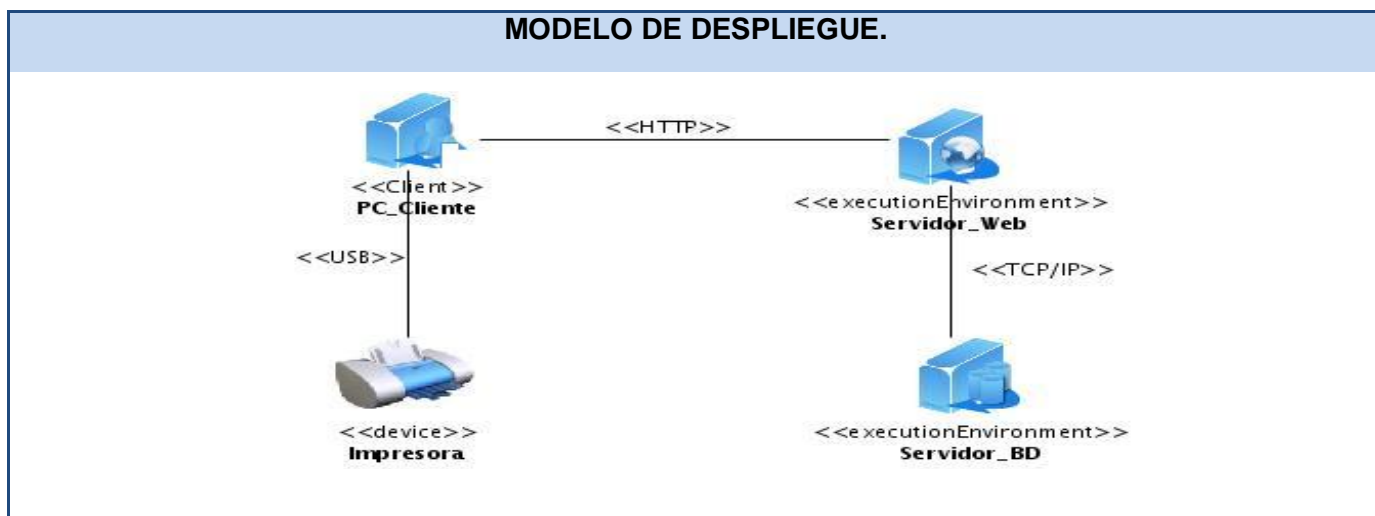 MODELO DE DESPLIEGUE.
<<HTTP>>
<<Client>>
PC_Cliente
<<executionEnvironment>>
Servidor_Web
<<USB>>
<<TCP/IP>>
<<device>>
Impresora
<<executionEnvironment>>
Servidor_BD